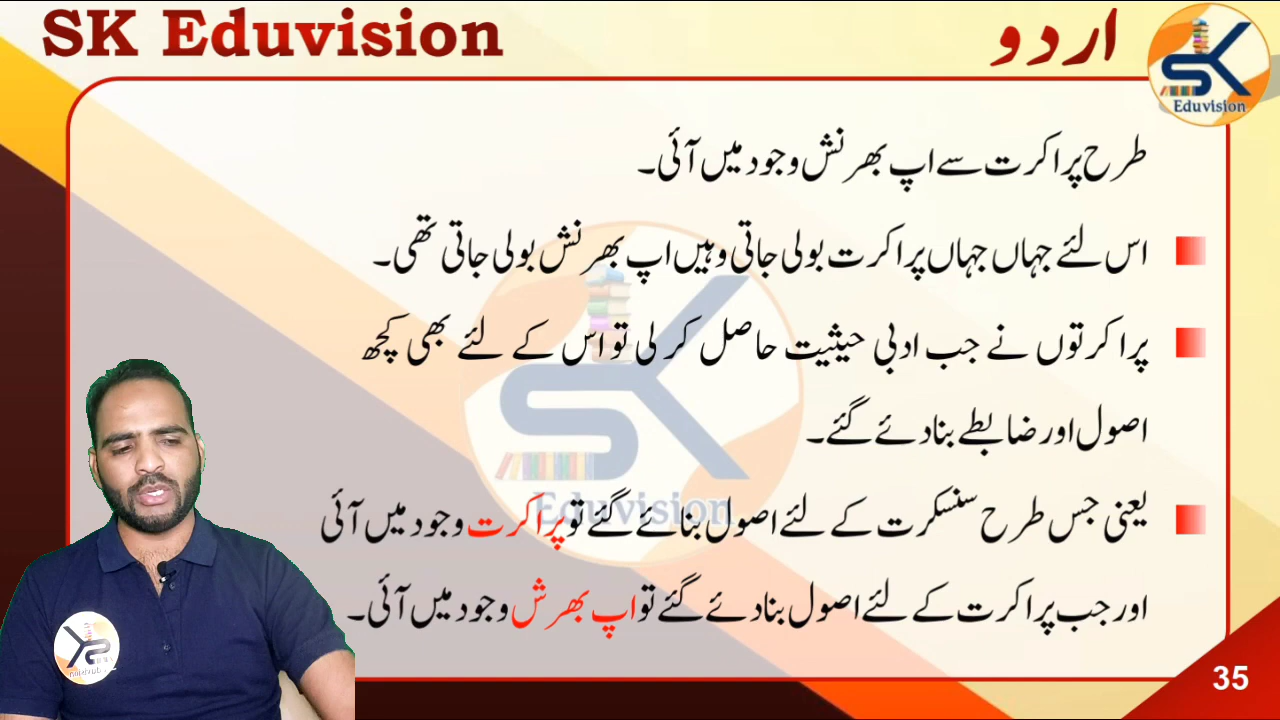 SK Eduvision
اردو
SK
Eduvision
طرح پراکرت سے اپ بھرنش وجود میں آئی۔
اس لئے جہاں جہاں پراکرت بولی جاتی وہیں اپ بھرنش بولی جاتی تھی۔
پراکرتوں نے جب ادبی حیثیت حاصل کر لی تو اس کے لئے بھی کچھ
اصول اور ضابطے بنا دئے گئے۔
یعنی جس طرح سنسکرت کے لئے اصول بنائے گئے تو پراکرت وجود میں آئی
اور جب پراکرت کے لئے اصول بنا دئے گئے تو اپ بھرش وجود میں آئی۔
SK
Eduvision
35